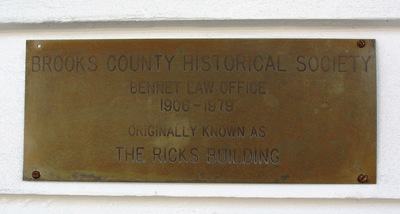 BROOKS COUNTY HISTORICAL SOCIETY
BENNET LAW OFFICE
1906-1979
ORIGINALLY KNOWN AS
THE RICKS BUILDING